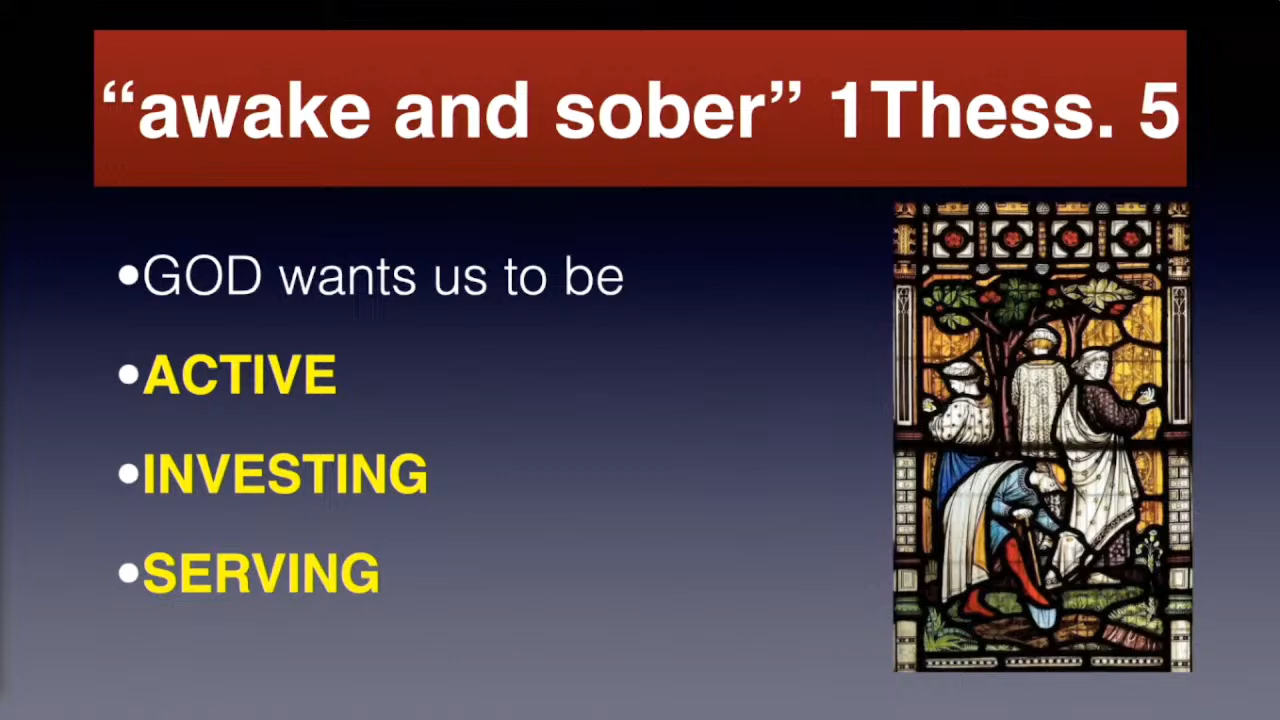 “awake and sober” 1Thess. 5
•GOD wants us to be
•ACTIVE
•INVESTING
•SERVING